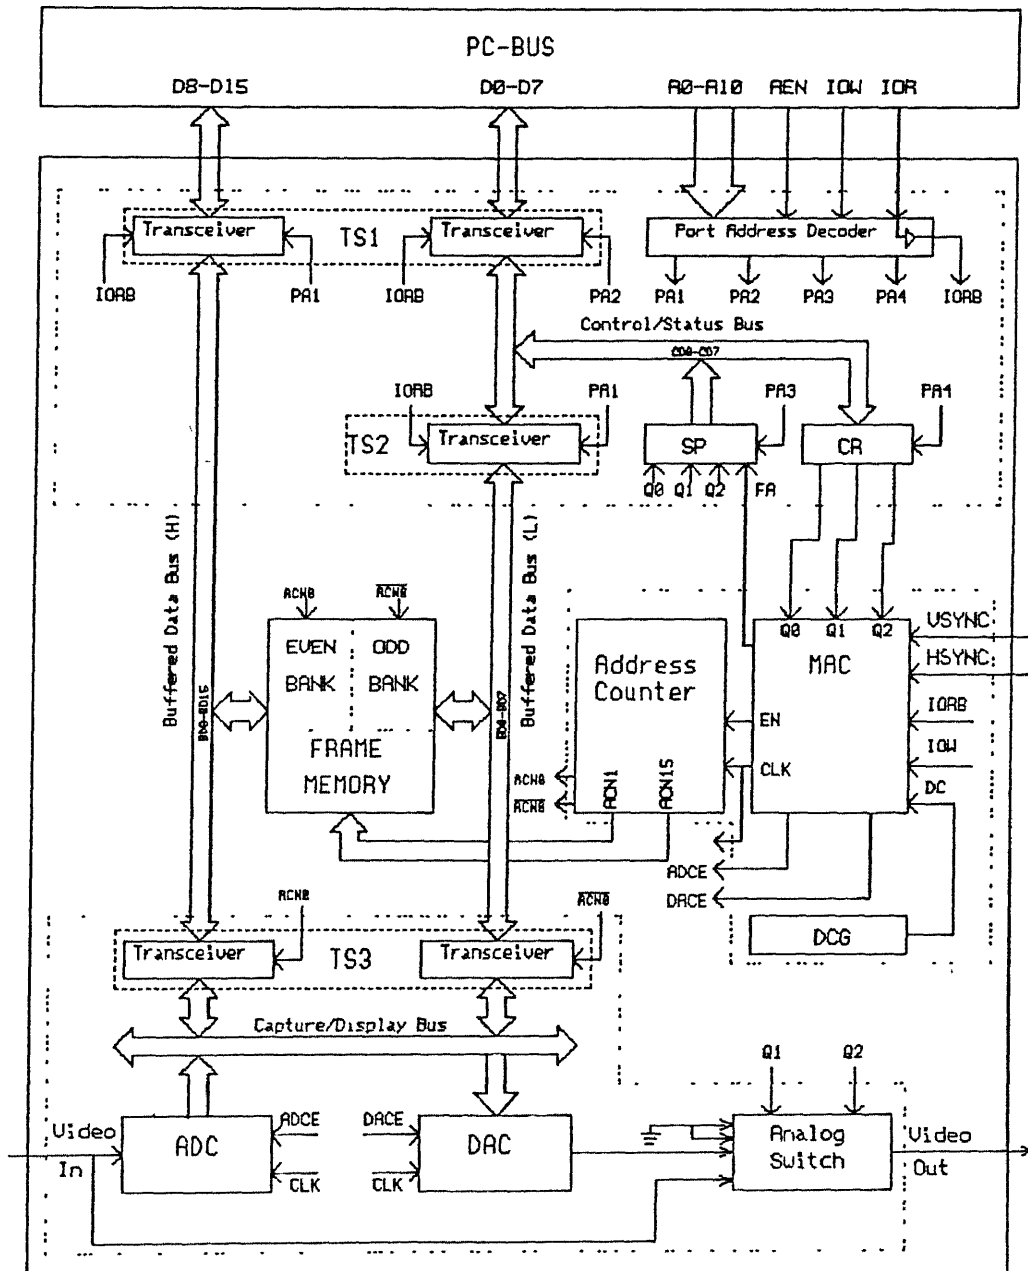 PC-BUS
D8-D15 D0-D7 A0-A10 AEN IOW IOR
Transceiver TS1 Transceiver Port Address Decoder
IORB PA1 IORB PA2 PA1 PA2 PA3 PA4 IORB
Control/Status Bus
CD0-CD7
IORB PA1 PA3 PA4
TS2 Transceiver SP CR
Q0 Q1 Q2 FA
Buffered Data Bus (H)
Buffered Data Bus (L)
ACN0 ACN0
Q0 Q1 Q2
VSYNC
EVEN ODD
BANK BANK
Address
Counter
MAC
HSYNC
BD8-BD15
BD0-BD7
EN
IORB
FRAME
MEMORY
CLK
IOW
ACN0
ACN0
ACN1 ACN15
DC
ADCE
DACE
ACN0 ACN0
DCG
Transceiver TS3 Transceiver
Capture/Display Bus
Q1 Q2
Video
In
ADC
ADCE
CLK
DACE
CLK
DAC
Analog
Switch
Video
Out